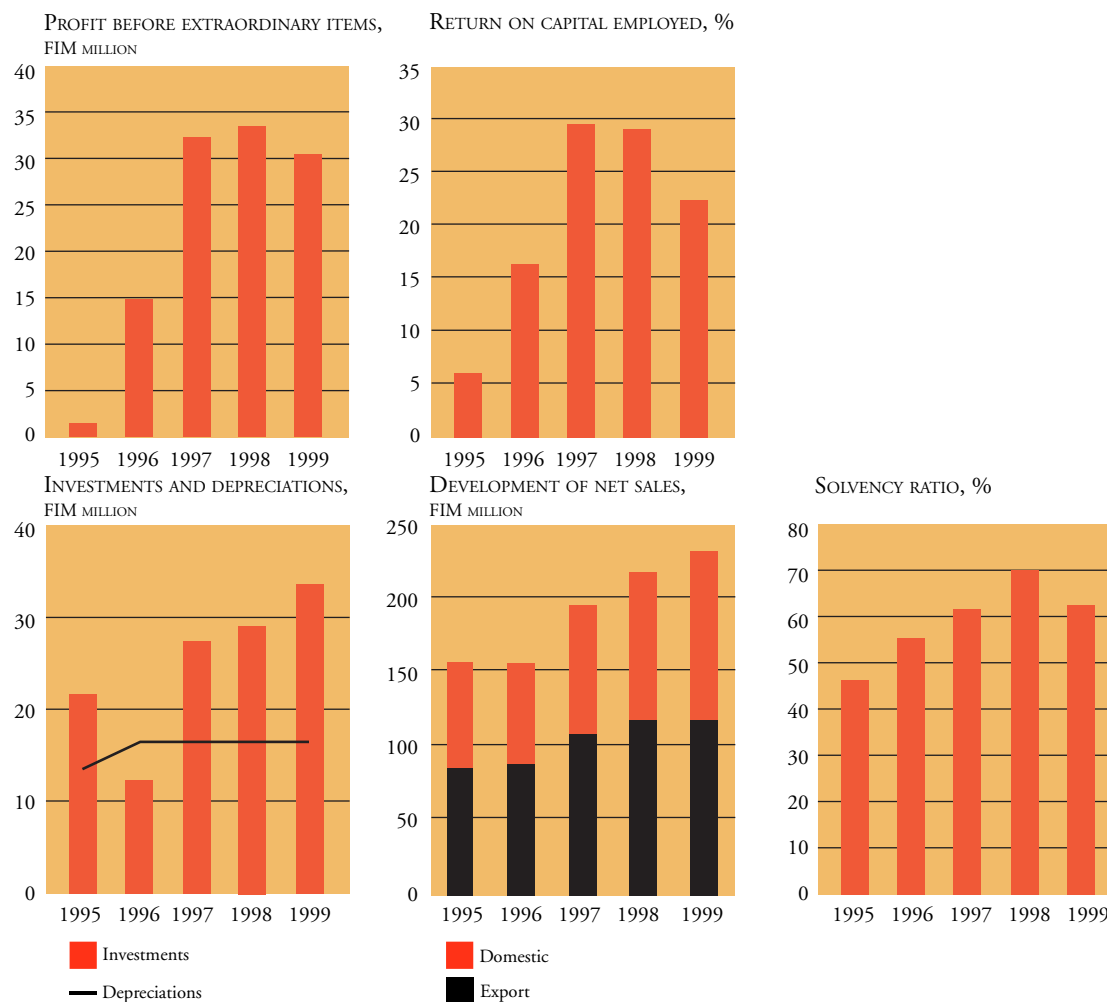 PROFIT BEFORE EXTRAORDINARY ITEMS,
FIM MILLION
40
35
30
25
20
15
10
5
0
1995 1996 1997 1998 1999
RETURN ON CAPITAL EMPLOYED, %
35
30
25
20
15
10
5
0
1995 1996 1997 1998 1999
INVESTMENTS AND DEPRECIATIONS,
FIM MILLION
40
30
20
10
0
1995 1996 1997 1998 1999
Investments
Depreciations
DEVELOPMENT OF NET SALES,
FIM MILLION
250
200
150
100
50
0
1995 1996 1997 1998 1999
Domestic
Export
SOLVENCY RATIO, %
80
70
60
50
40
30
20
10
0
1995 1996 1997 1998 1999